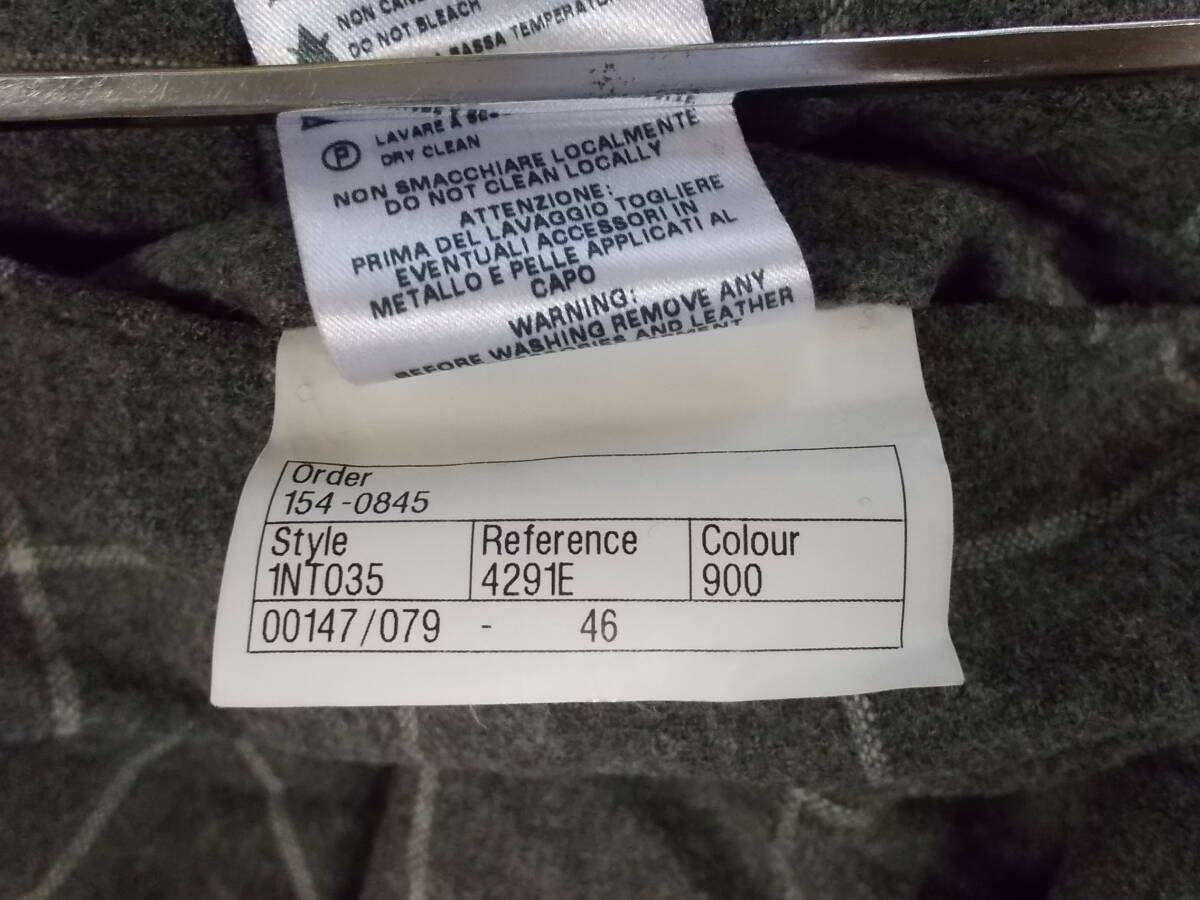 NON
DO NOT BLEACH
BASSA TEMPERATU
LAVARE A
DRY CLEAN
P
NON SMACCHIARE LOCALMENTE
DO NOT CLEAN LOCALLY
ATTENZIONE:
PRIMA DEL LAVAGGIO TOGLIERE
EVENTUALI ACCESSORI IN
METALLO E PELLE APPLICATI AL
CAPO
WARNING:
BEFORE WASHING REMOVE ANY
AND LEATHER
Order
154-0845
Style Reference Colour
1NT035 4291E 900
00147/079 - 46